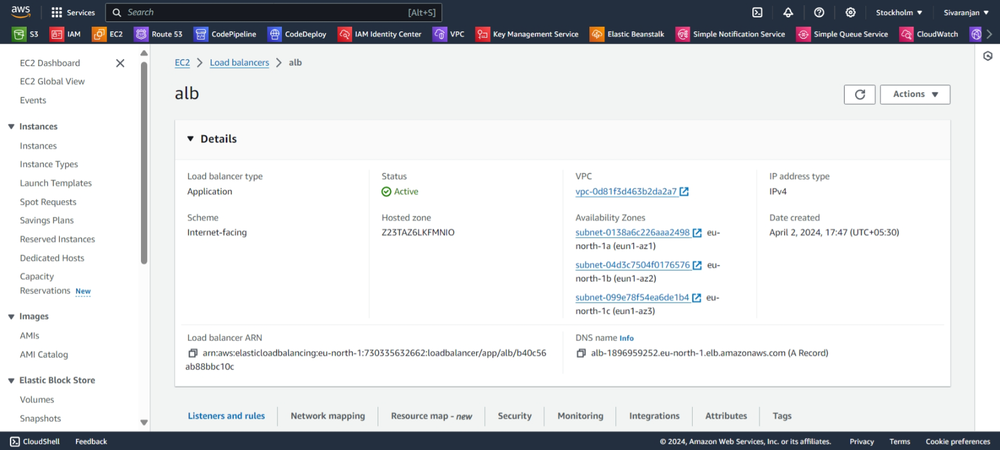 aws
Services
Search
[Alt+S]
Stockholm
Sivaranjan
S3
IAM
EC2
Route 53
CodePipeline
CodeDeploy
IAM Identity Center
VPC
Key Management Service
Elastic Beanstalk
Simple Notification Service
Simple Queue Service
CloudWatch
EC2 Dashboard
EC2 Global View
Events
Instances
Instances
Instance Types
Launch Templates
Spot Requests
Savings Plans
Reserved Instances
Dedicated Hosts
Capacity
Reservations New
Images
AMIs
AMI Catalog
Elastic Block Store
Volumes
Snapshots
EC2
Load balancers
alb
alb
Actions
Details
Load balancer type
Application
Status
Active
VPC
vpc-0d81f3d463b2da2a7
IP address type
IPv4
Scheme
Internet-facing
Hosted zone
Z23TAZ6LKFMNIO
Availability Zones
subnet-0138a6c226aaa2498 eu-
north-1a (eun1-az1)
subnet-04d3c7504f0176576 eu-
north-1b (eun1-az2)
subnet-099e78f54ea6de1b4 eu-
north-1c (eun1-az3)
Date created
April 2, 2024, 17:47 (UTC+05:30)
Load balancer ARN
arn:aws:elasticloadbalancing:eu-north-1:730335632662:loadbalancer/app/alb/b40c56
ab88bbc10c
DNS name Info
alb-1896959252.eu-north-1.elb.amazonaws.com (A Record)
Listeners and rules
Network mapping
Resource map - new
Security
Monitoring
Integrations
Attributes
Tags
CloudShell
Feedback
© 2024, Amazon Web Services, Inc. or its affiliates.
Privacy
Terms
Cookie preferences